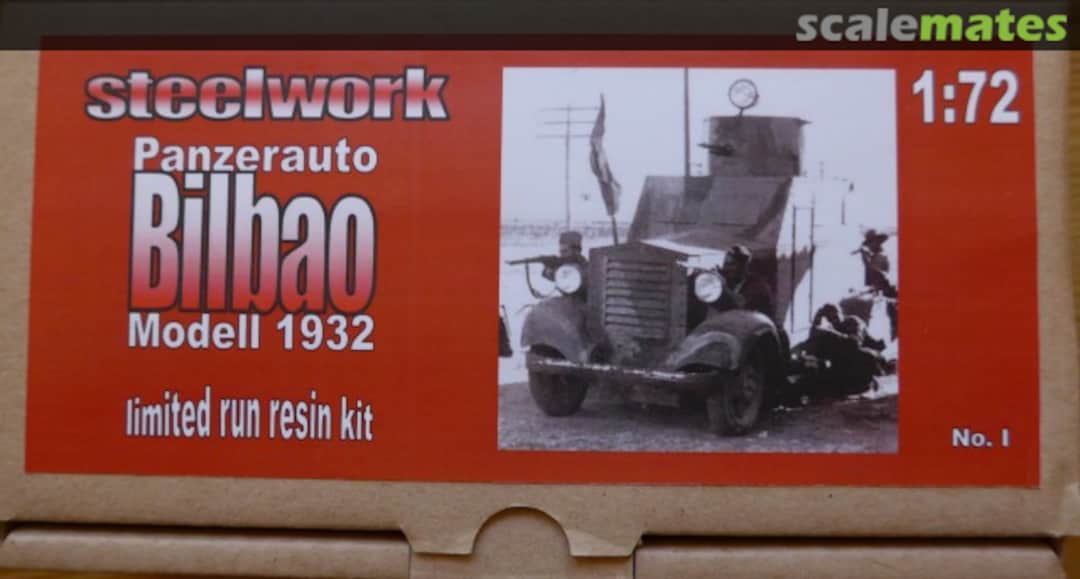 scalemates
steelwork
1:72
Panzerauto
Bilbao
Modell 1932
limited run resin kit
No. I